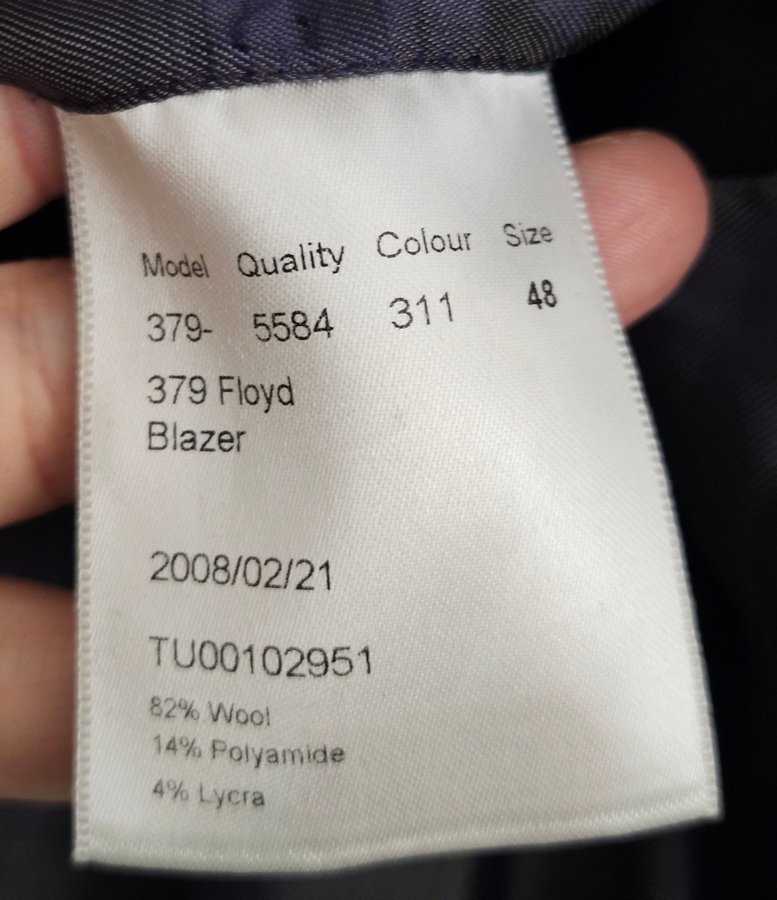 Model Quality Colour Size
379- 5584 311 48
379 Floyd
Blazer
2008/02/21
TU00102951
82% Wool
14% Polyamide
4% Lycra